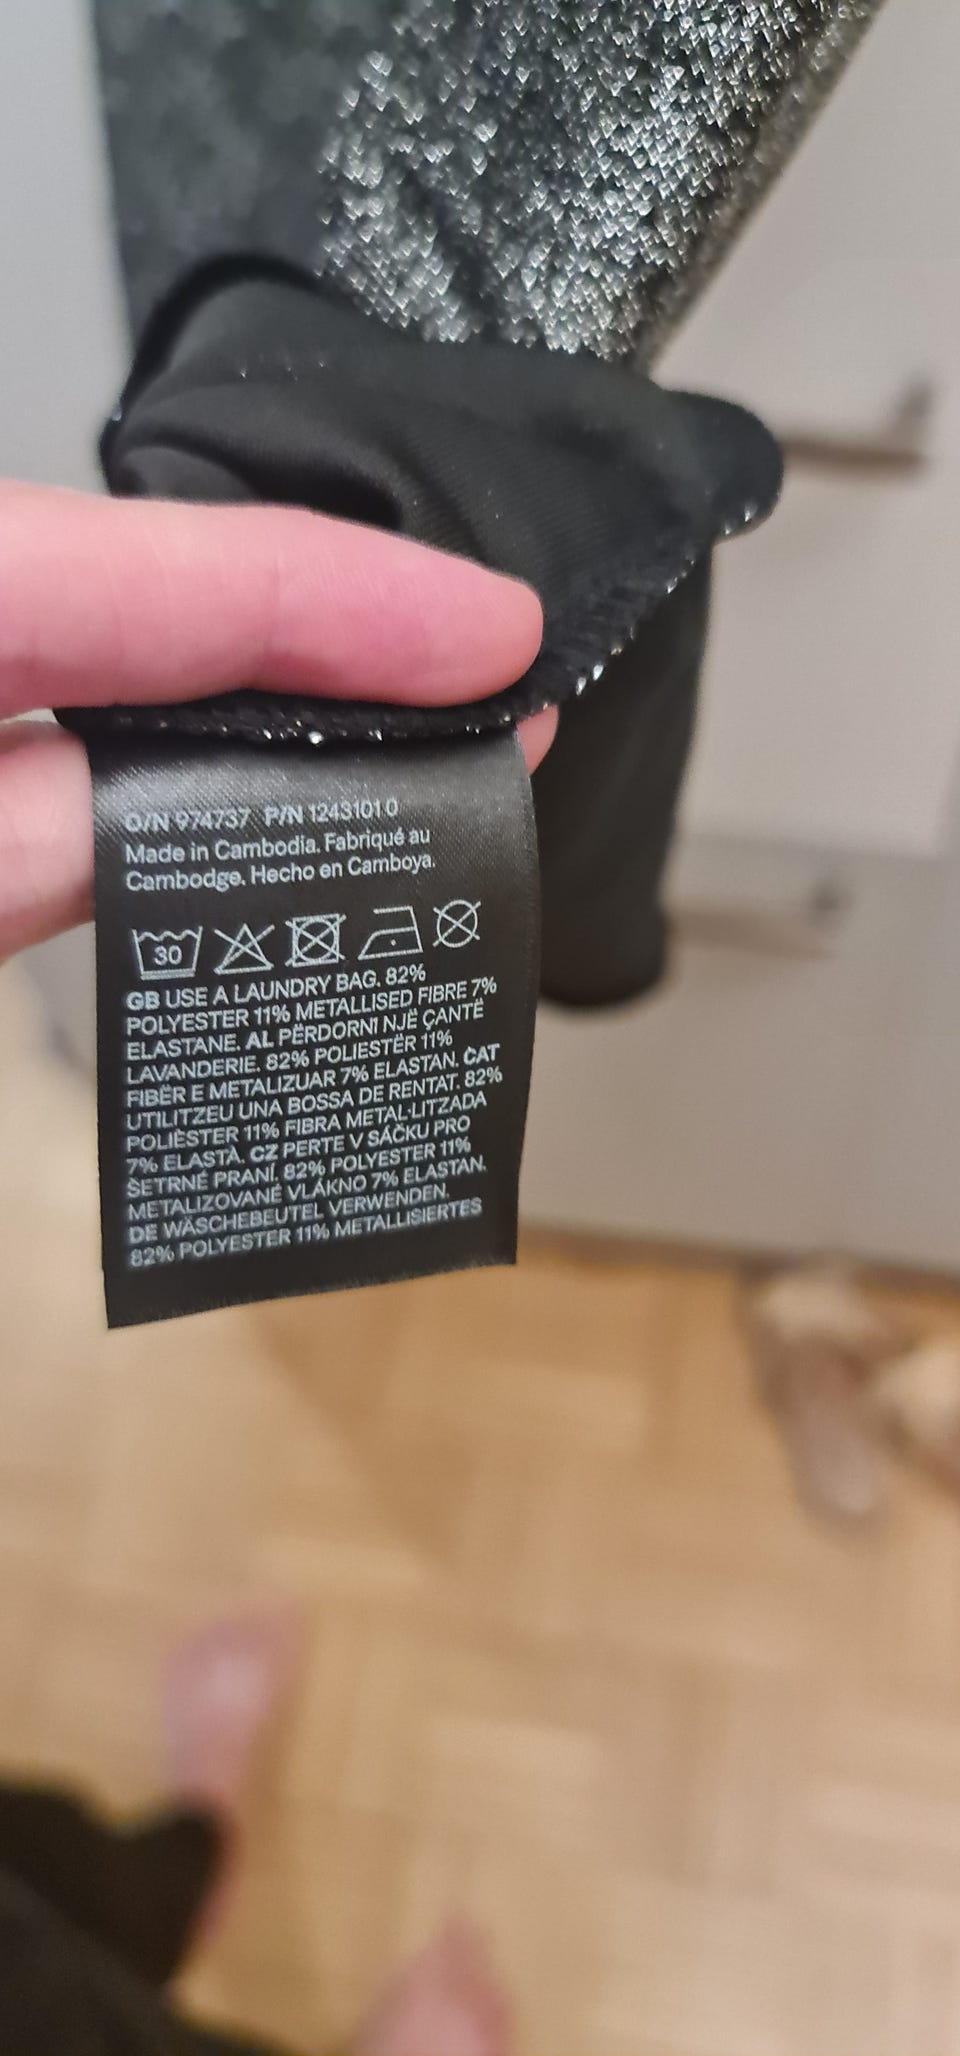 O/N 974737 P/N 1243101 0
Made in Cambodia. Fabriqué au
Cambodge. Hecho en Camboya.
30
GB USE A LAUNDRY BAG. 82%
POLYESTER 11% METALLISED FIBRE 7%
ELASTANE. AL PËRDORNI NJË ÇANTË
LAVANDERIE. 82% POLIESTËR 11%
FIBËR E METALIZUAR 7% ELASTAN. CAT
UTILITZEU UNA BOSSA DE RENTAT. 82%
POLIÈSTER 11% FIBRA METAL·LITZADA
7% ELASTÀ. CZ PERTE V SÁČKU PRO
ŠETRNÉ PRANÍ. 82% POLYESTER 11%
METALIZOVANÉ VLÁKNO 7% ELASTAN.
DE WÄSCHEBEUTEL VERWENDEN.
82% POLYESTER 11% METALLISIERTES